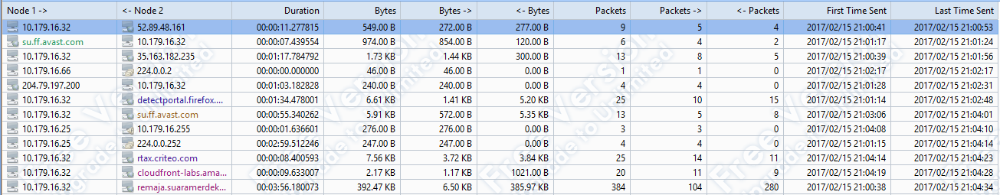 Node 1 -> <- Node 2 Duration Bytes Bytes -> <- Bytes Packets Packets -> <- Packets First Time Sent Last Time Sent
10.179.16.32 52.89.48.161 00:00:11.277815 549.00 B 272.00 B 277.00 B 9 5 4 2017/02/15 21:00:41 2017/02/15 21:00:53
su.ff.avast.com 10.179.16.32 00:00:07.439554 974.00 B 854.00 B 120.00 B 6 4 2 2017/02/15 21:01:17 2017/02/15 21:01:24
10.179.16.32 35.163.182.235 00:01:17.784792 1.73 KB 1.44 KB 300.00 B 13 8 5 2017/02/15 21:00:39 2017/02/15 21:01:56
10.179.16.66 224.0.0.2 00:00:00.000000 46.00 B 46.00 B 0.00 B 1 1 0 2017/02/15 21:02:17 2017/02/15 21:02:17
204.79.197.200 10.179.16.32 00:01:03.182828 240.00 B 240.00 B 0.00 B 4 4 0 2017/02/15 21:01:28 2017/02/15 21:02:31
10.179.16.32 detectportal.firefox.... 00:01:34.478001 6.61 KB 1.41 KB 5.20 KB 25 10 15 2017/02/15 21:01:14 2017/02/15 21:02:48
10.179.16.32 su.ff.avast.com 00:00:55.340262 5.91 KB 572.00 B 5.35 KB 13 5 8 2017/02/15 21:03:06 2017/02/15 21:04:01
10.179.16.25 10.179.16.255 00:00:01.636601 276.00 B 276.00 B 0.00 B 3 3 0 2017/02/15 21:04:08 2017/02/15 21:04:10
10.179.16.25 224.0.0.252 00:02:59.512246 247.00 B 247.00 B 0.00 B 4 4 0 2017/02/15 21:01:15 2017/02/15 21:04:14
10.179.16.32 rtax.criteo.com 00:00:08.400593 7.56 KB 3.72 KB 3.84 KB 25 14 11 2017/02/15 21:04:14 2017/02/15 21:04:23
10.179.16.32 cloudfront-labs.ama... 00:00:09.633007 2.17 KB 1.17 KB 1021.00 B 20 11 9 2017/02/15 21:04:19 2017/02/15 21:04:28
10.179.16.32 remaja.suaramerdek... 00:03:56.180073 392.47 KB 6.50 KB 385.97 KB 384 104 280 2017/02/15 21:00:38 2017/02/15 21:04:34